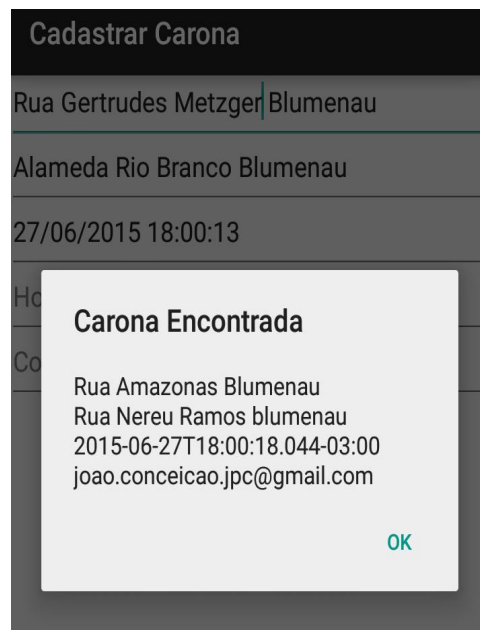 Cadastrar Carona
Rua Gertrudes Metzger Blumenau
Alameda Rio Branco Blumenau
27/06/2015 18:00:13
Ho
Co
Carona Encontrada
Rua Amazonas Blumenau
Rua Nereu Ramos blumenau
2015-06-27T18:00:18.044-03:00
joao.conceicao.jpc@gmail.com
OK